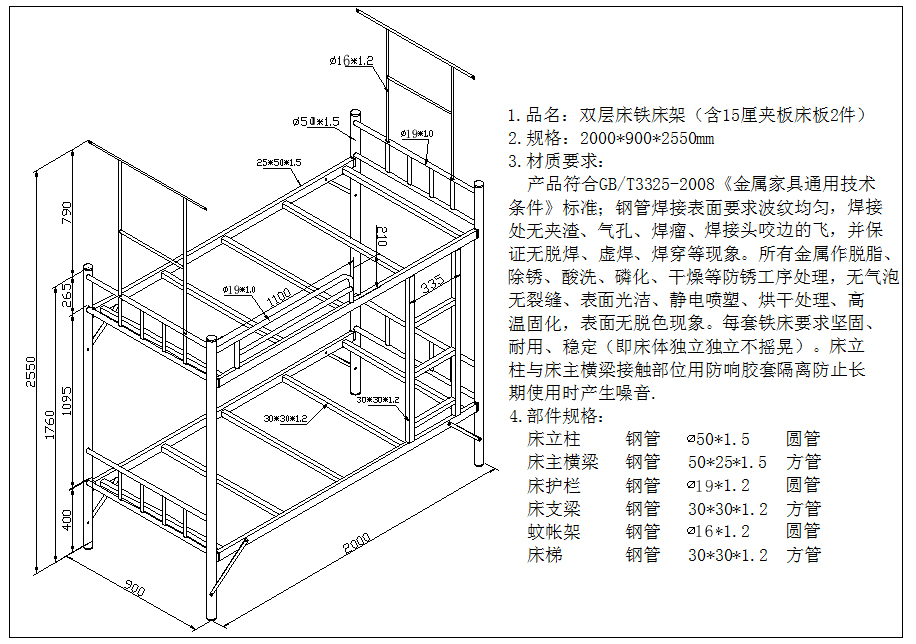 ø16*1.2
ø50*1.5
ø19*1.0
25*50*1.5
790
210
335
ø19*1.0
1100
265
2550
1760
1095
30*30*1.2
30*30*1.2
400
2000
900
1.品名：双层床铁床架（含15厘夹板床板2件）
2.规格：2000*900*2550mm
3.材质要求：
产品符合GB/T3325-2008《金属家具通用技术
条件》标准；钢管焊接表面要求波纹均匀，焊接
处无夹渣、气孔、焊瘤、焊接头咬边的飞，并保
证无脱焊、虚焊、焊穿等现象。所有金属作脱脂、
除锈、酸洗、磷化、干燥等防锈工序处理，无气泡
无裂缝、表面光洁、静电喷塑、烘干处理、高
温固化，表面无脱色现象。每套铁床要求坚固、
耐用、稳定（即床体独立独立不摇晃）。床立
柱与床主横梁接触部位用防响胶套隔离防止长
期使用时产生噪音.
4.部件规格：
床立柱 钢管 ø50*1.5 圆管
床主横梁 钢管 50*25*1.5 方管
床护栏 钢管 ø19*1.2 圆管
床支梁 钢管 30*30*1.2 方管
蚊帐架 钢管 ø16*1.2 圆管
床梯 钢管 30*30*1.2 方管